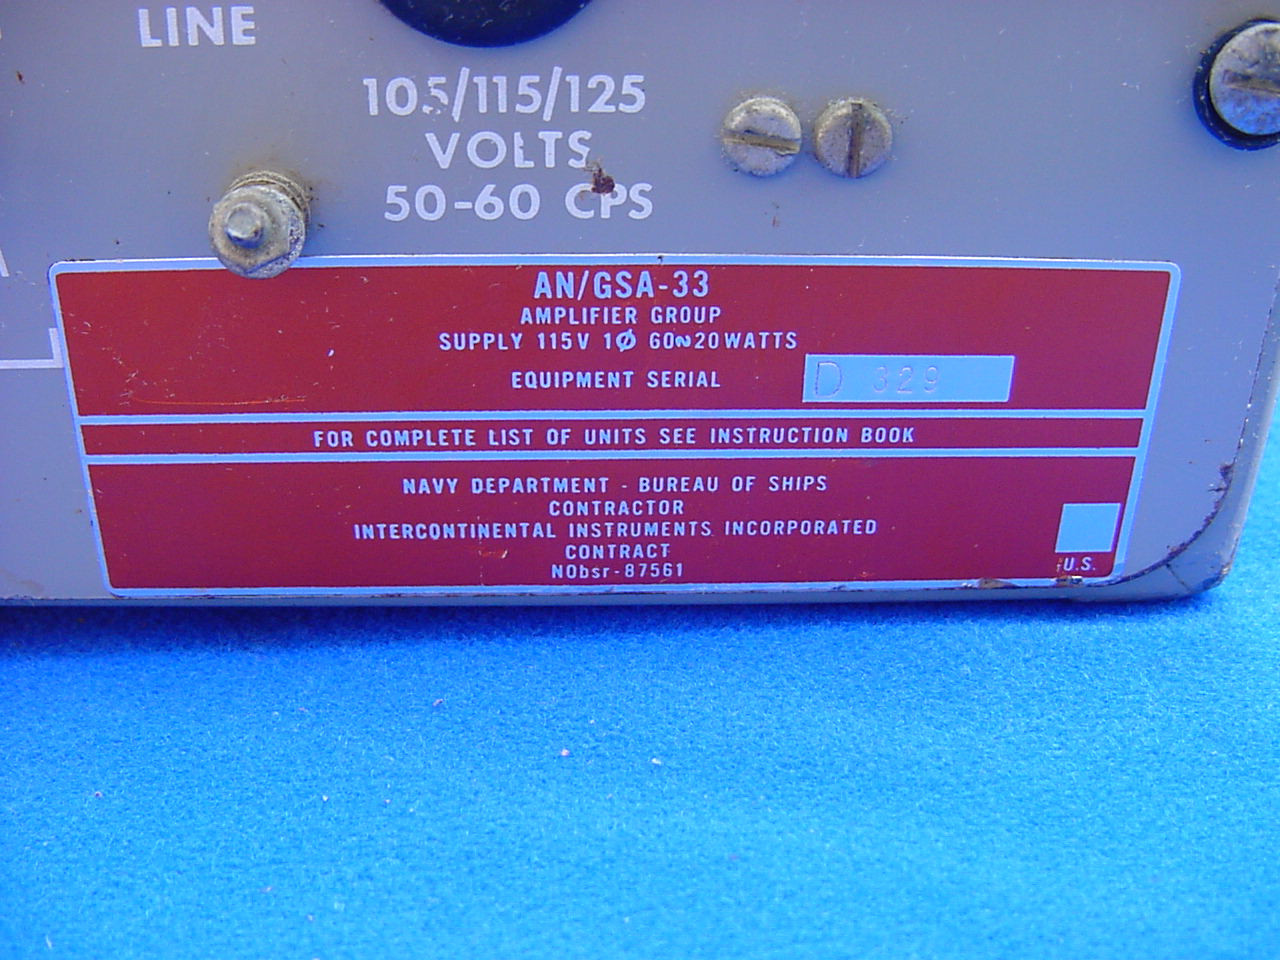 LINE
105/115/125
VOLTS
50-60 CPS
AN/GSA-33
AMPLIFIER GROUP
SUPPLY 115V 1Ø 60~20WATTS
EQUIPMENT SERIAL D 329
FOR COMPLETE LIST OF UNITS SEE INSTRUCTION BOOK
NAVY DEPARTMENT - BUREAU OF SHIPS
CONTRACTOR
INTERCONTINENTAL INSTRUMENTS INCORPORATED
CONTRACT
NObsr-87561
U.S.